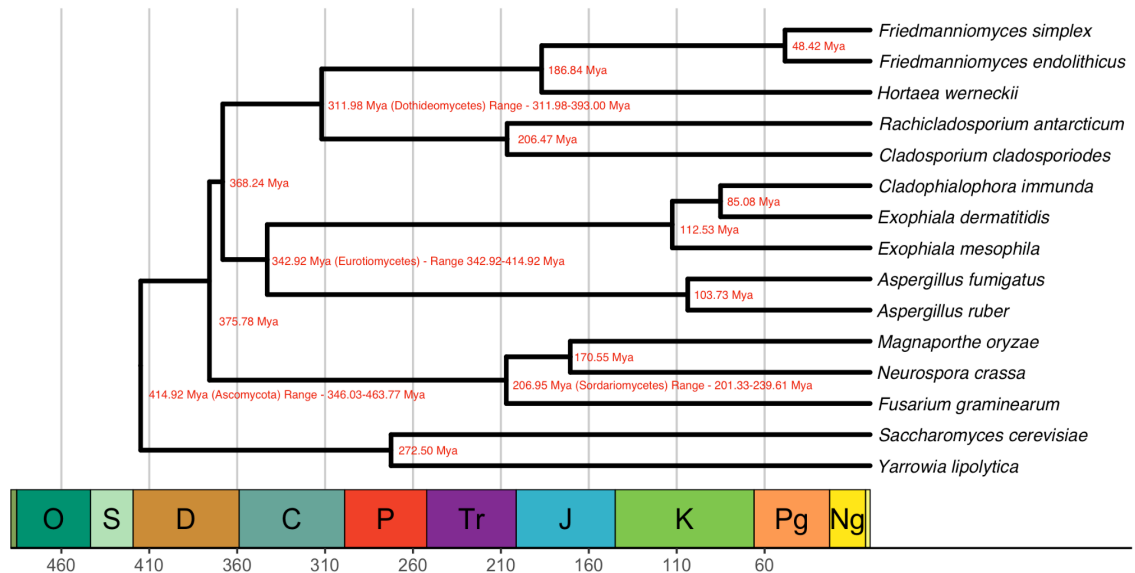 Friedmanniomyces simplex
48.42 Mya
Friedmanniomyces endolithicus
186.84 Mya
Hortaea werneckii
311.98 Mya (Dothideomycetes) Range - 311.98-393.00 Mya
Rachicladosporium antarcticum
206.47 Mya
Cladosporium cladosporiodes
368.24 Mya
Cladophialophora immunda
85.08 Mya
Exophiala dermatitidis
112.53 Mya
Exophiala mesophila
342.92 Mya (Eurotiomycetes) - Range 342.92-414.92 Mya
Aspergillus fumigatus
103.73 Mya
Aspergillus ruber
375.78 Mya
Magnaporthe oryzae
170.55 Mya
Neurospora crassa
206.95 Mya (Sordariomycetes) Range - 201.33-239.61 Mya
414.92 Mya (Ascomycota) Range - 346.03-463.77 Mya
Fusarium graminearum
Saccharomyces cerevisiae
272.50 Mya
Yarrowia lipolytica
O S D C P Tr J K Pg Ng
460 410 359 310 260 210 160 110 60